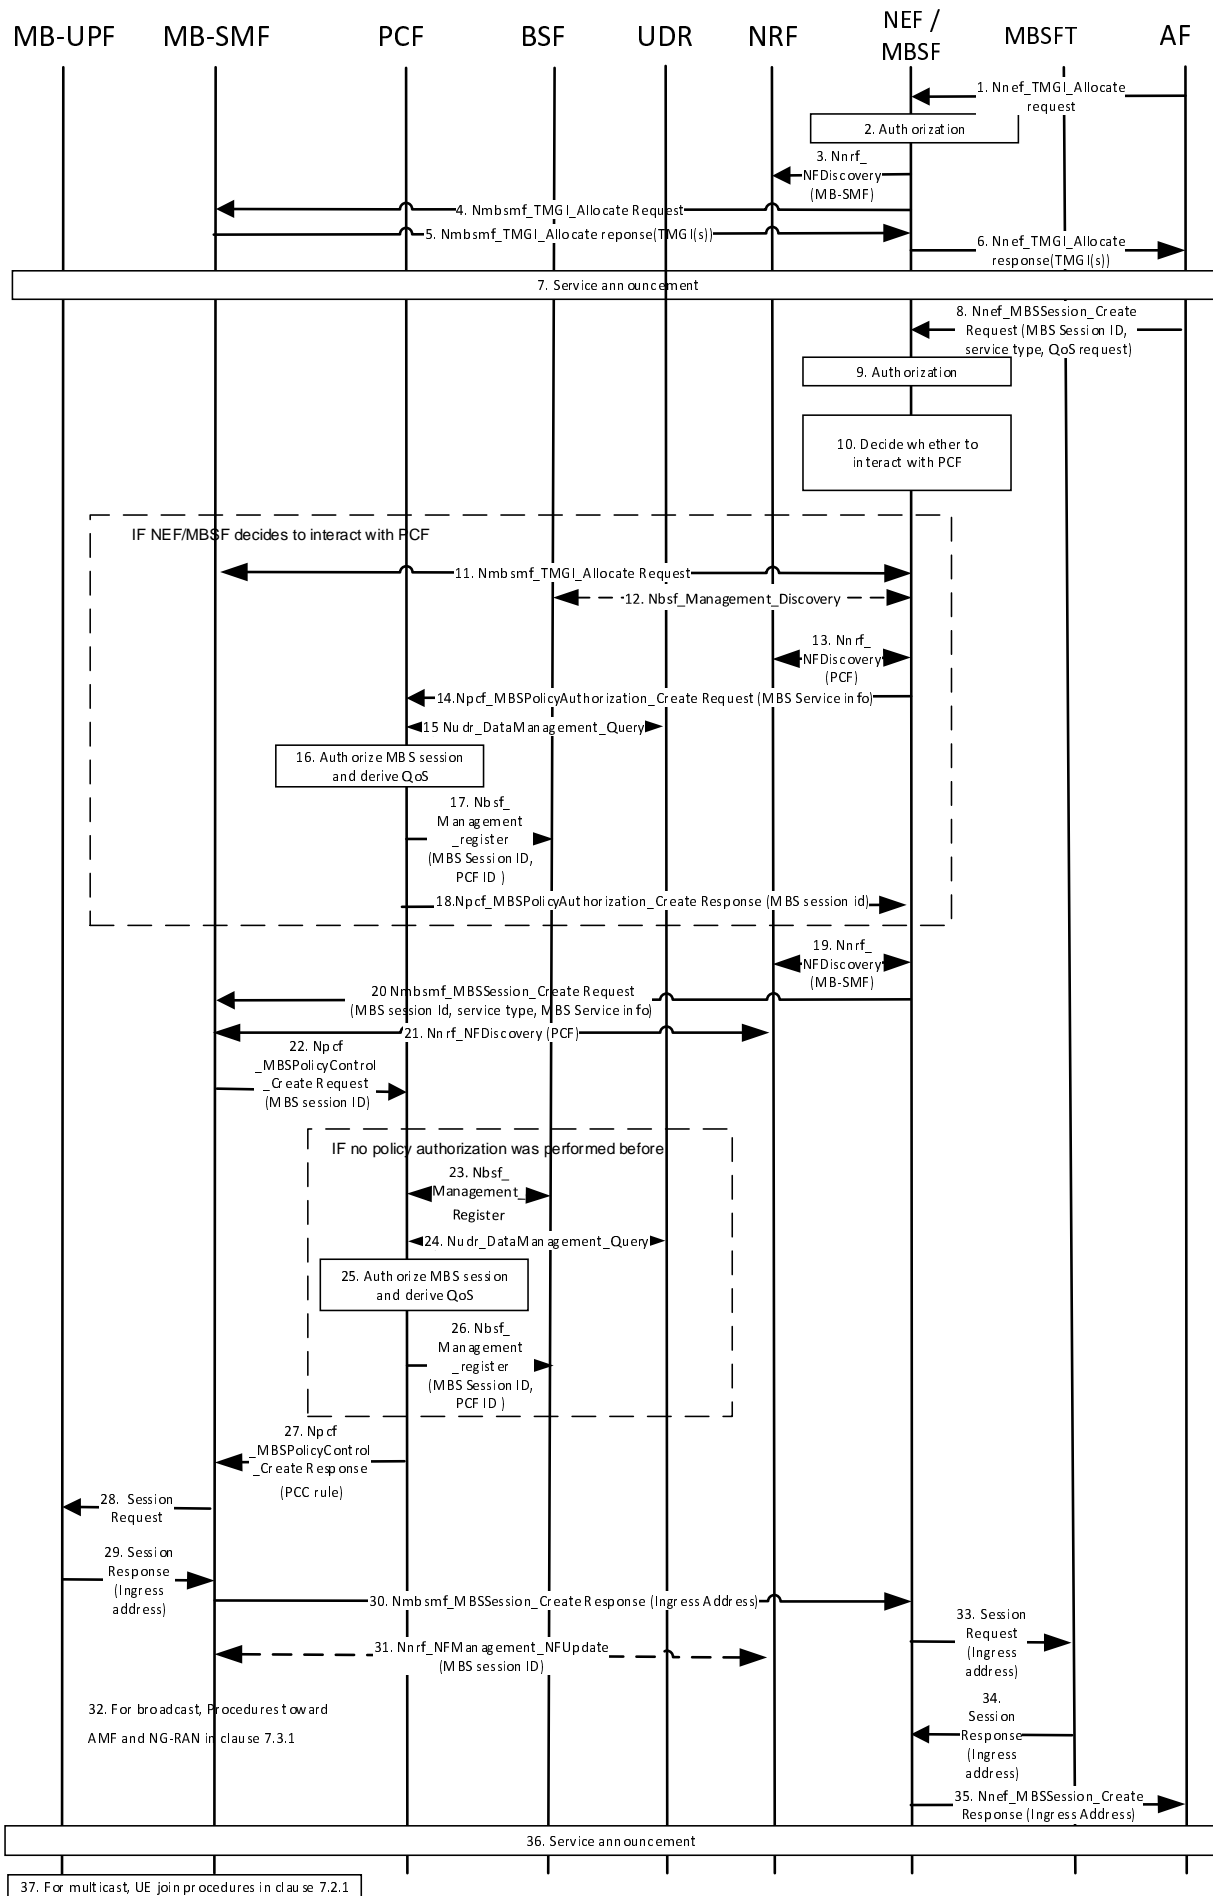 MB-UPF
MB-SMF
PCF
BSF
UDR
NRF
NEF /
MBSF
MBSFT
AF
1. Nnef_TMGI_Allocate
request
2. Authorization
3. Nnrf_
NFDiscovery
(MB-SMF)
4. Nmbsmf_TMGI_Allocate Request
5. Nmbsmf_TMGI_Allocate reponse(TMGI(s))
6. Nnef_TMGI_Allocate
response(TMGI(s))
7. Service announcement
8. Nnef_MBSSession_Create
Request (MBS Session ID,
service type, QoS request)
9. Authorization
10. Decide whether to
interact with PCF
IF NEF/MBSF decides to interact with PCF
11. Nmbsmf_TMGI_Allocate Request
12. Nbsf_Management_Discovery
13. Nnrf_
NFDiscovery
(PCF)
14.Npcf_MBSPolicyAuthorization_Create Request (MBS Service info)
15 Nudr_DataManagement_Query
16. Authorize MBS session
and derive QoS
17. Nbsf_
Management
_register
(MBS Session ID,
PCF ID )
18.Npcf_MBSPolicyAuthorization_Create Response (MBS session id)
19. Nnrf_
NFDiscovery
(MB-SMF)
20 Nmbsmf_MBSSession_Create Request
(MBS session Id, service type, MBS Service info)
21. Nnrf_NFDiscovery (PCF)
22. Npcf
_MBSPolicyControl
_Create Request
(MBS session ID)
IF no policy authorization was performed before
23. Nbsf_
Management_
Register
24. Nudr_DataManagement_Query
25. Authorize MBS session
and derive QoS
26. Nbsf_
Management
_register
(MBS Session ID,
PCF ID )
27. Npcf
_MBSPolicyControl
_Create Response
(PCC rule)
28. Session
Request
29. Session
Response
(Ingress
address)
30. Nmbsmf_MBSSession_Create Response (Ingress Address)
31. Nnrf_NFManagement_NFUpdate
(MBS session ID)
32. For broadcast, Procedures toward
AMF and NG-RAN in clause 7.3.1
33. Session
Request
(Ingress
address)
34.
Session
Response
(Ingress
address)
35. Nnef_MBSSession_Create
Response (Ingress Address)
36. Service announcement
37. For multicast, UE join procedures in clause 7.2.1